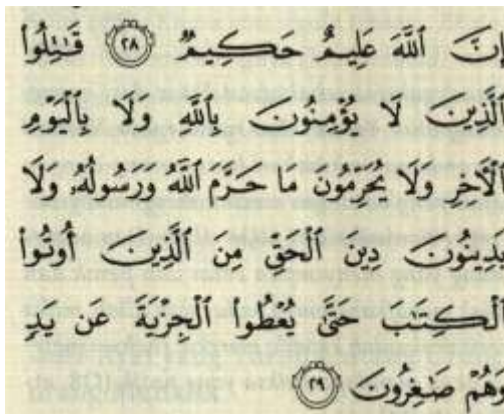 إِنَّ ٱللَّهَ عَلِيمٌ حَكِيمٌ ٢٨ قَـٰتِلُوا۟
ٱلَّذِينَ لَا يُؤْمِنُونَ بِٱللَّهِ وَلَا بِٱلْيَوْمِ
ٱلْـَٔاخِرِ وَلَا يُحَرِّمُونَ مَا حَرَّمَ ٱللَّهُ وَرَسُولُهُۥ وَلَا
يَدِينُونَ دِينَ ٱلْحَقِّ مِنَ ٱلَّذِينَ أُوتُوا۟
ٱلْكِتَـٰبَ حَتَّىٰ يُعْطُوا۟ ٱلْجِزْيَةَ عَن يَدٍ
وَهُمْ صَـٰغِرُونَ ٢٩